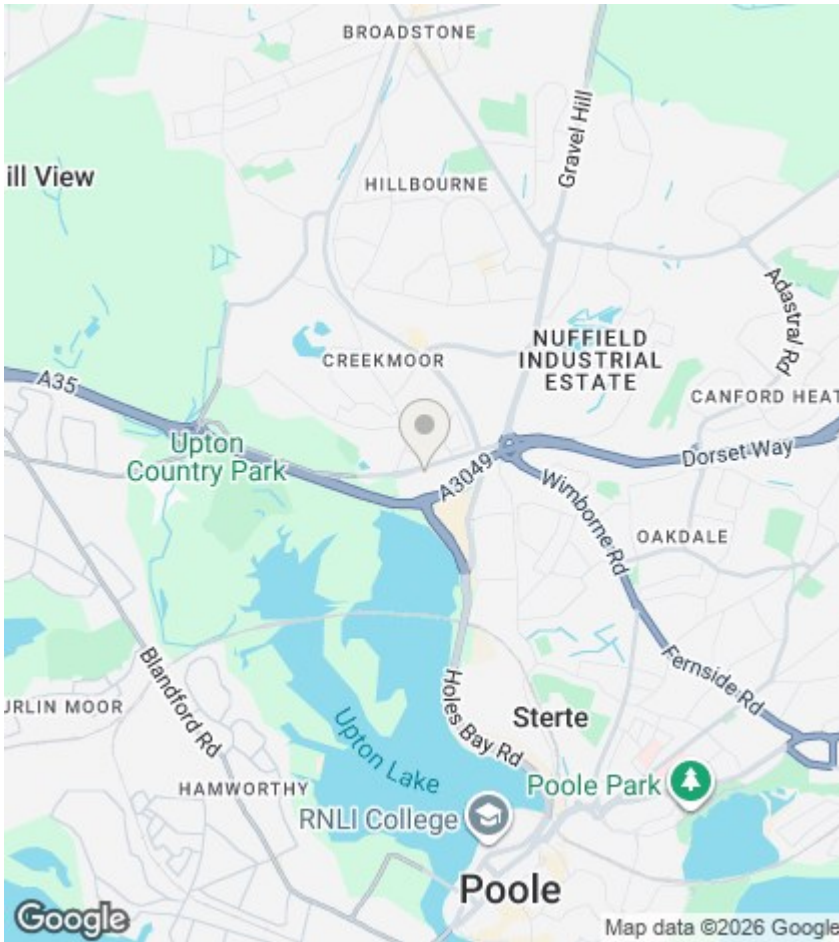 BROADSTONE
Gravel Hill
ill View
HILLBOURNE
Adastral Rd
NUFFIELD
INDUSTRIAL
ESTATE
CREEKMOOR
A35
CANFORD HEAT
Upton
Country Park
Dorset Way
A3049
Wimborne Rd
OAKDALE
Blandford Rd
Fernside Rd
URLIN MOOR
Holes Bay Rd
Sterte
Upton Lake
HAMWORTHY
Poole Park
RNLI College
Poole
Google
Map data ©2026 Google